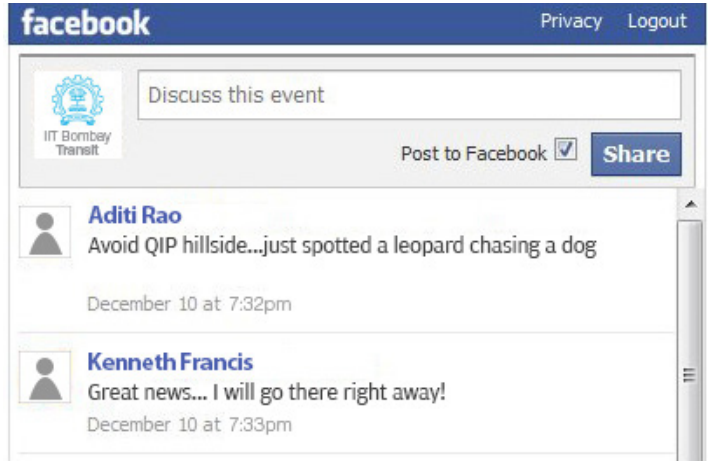 facebook
Privacy Logout
Discuss this event
IIT Bombay
Transit
Post to Facebook
Share
Aditi Rao
Avoid QIP hillside...just spotted a leopard chasing a dog
December 10 at 7:32pm
Kenneth Francis
Great news... I will go there right away!
December 10 at 7:33pm